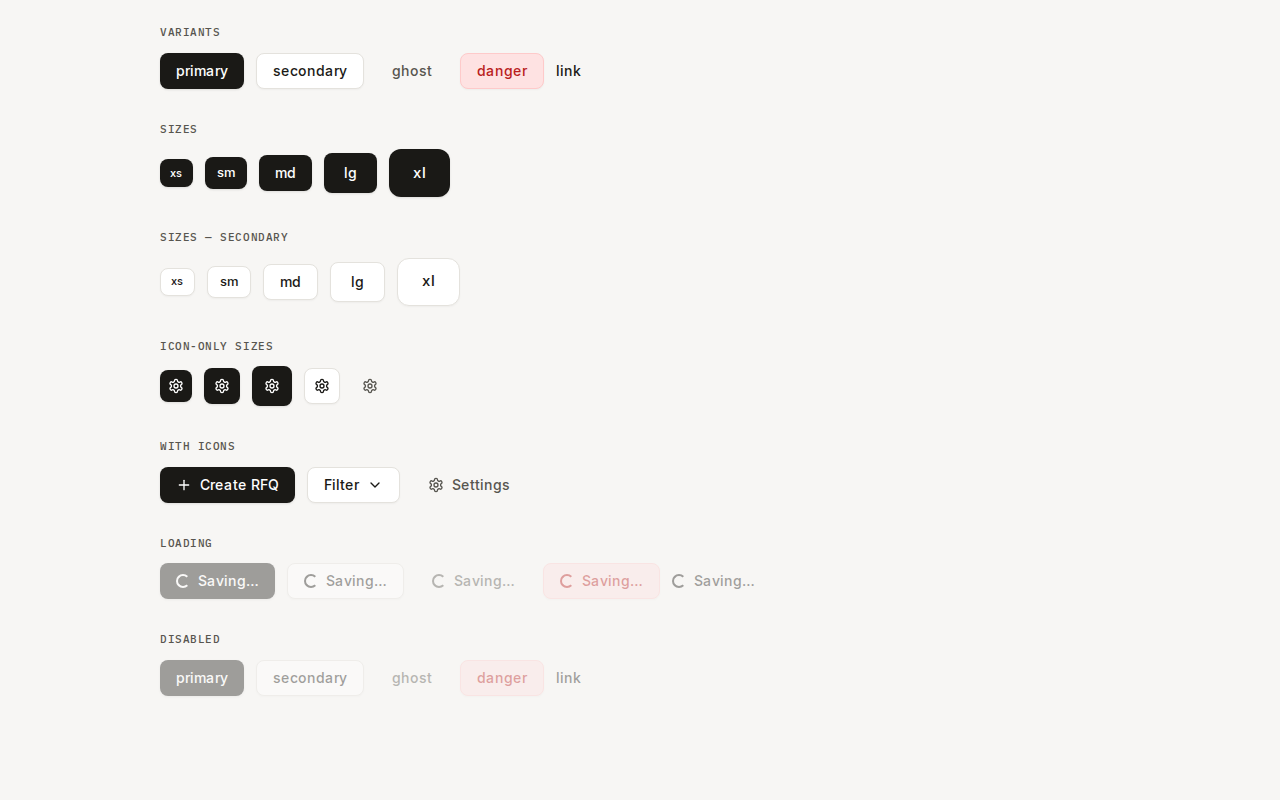 VARIANTS
primary secondary ghost danger link
SIZES
xs sm md lg xl
SIZES — SECONDARY
xs sm md lg xl
ICON-ONLY SIZES
WITH ICONS
Create RFQ Filter Settings
LOADING
Saving... Saving... Saving... Saving... Saving...
DISABLED
primary secondary ghost danger link